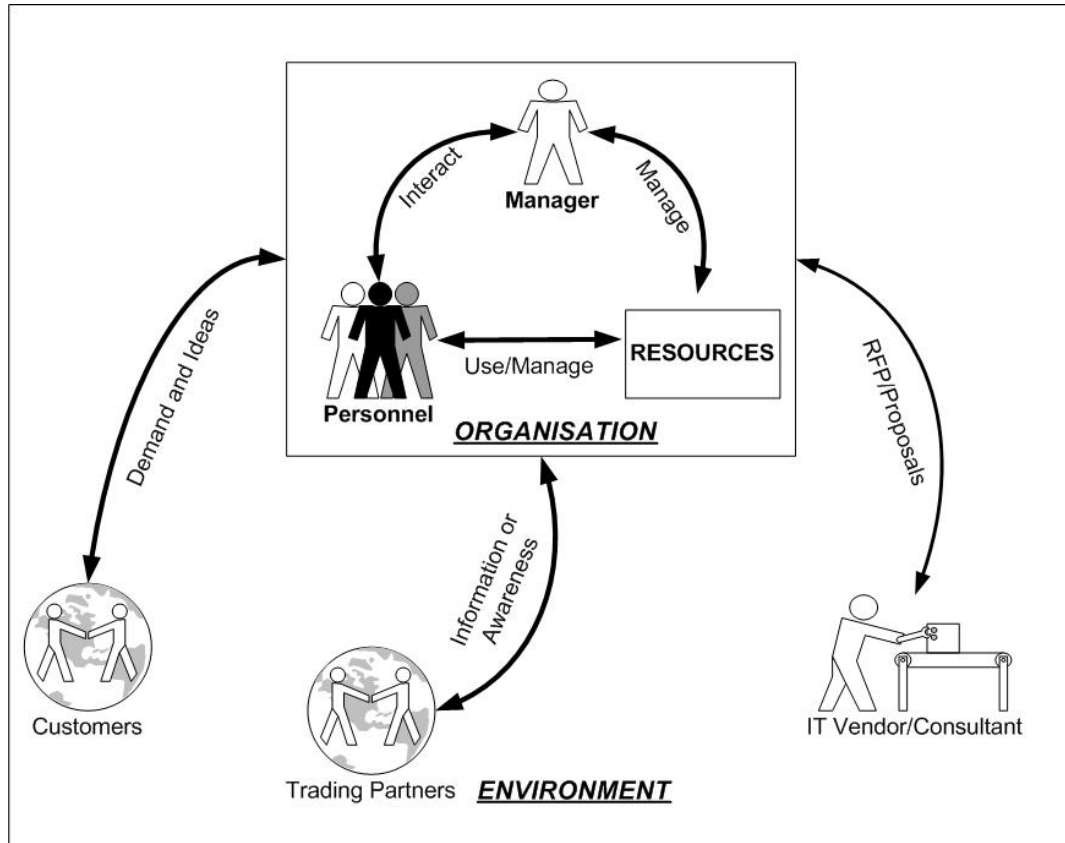 Interact
Manage
Manager
Use/Manage
RESOURCES
Personnel
ORGANISATION
Demand and Ideas
Information or
Awareness
RFP/Proposals
Customers
Trading Partners
ENVIRONMENT
IT Vendor/Consultant